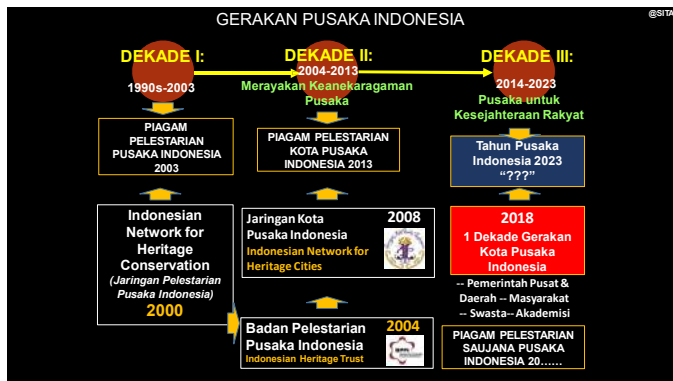 GERAKAN PUSAKA INDONESIA
@SITA
DEKADE I:
1990s-2003
PIAGAM
PELESTARIAN
PUSAKA INDONESIA
2003
Indonesian
Network for
Heritage
Conservation
(Jaringan Pelestarian
Pusaka Indonesia)
2000
DEKADE II:
2004-2013
Merayakan Keanekaragaman
Pusaka
PIAGAM PELESTARIAN
KOTA PUSAKA
INDONESIA 2013
Jaringan Kota
Pusaka Indonesia
2008
Indonesian Network for
Heritage Cities
Badan Pelestarian
Pusaka Indonesia
2004
Indonesian Heritage Trust
DEKADE III:
2014-2023
Pusaka untuk
Kesejahteraan Rakyat
Tahun Pusaka
Indonesia 2023
“???”
2018
1 Dekade Gerakan
Kota Pusaka
Indonesia
-- Pemerintah Pusat &
Daerah -- Masyarakat
-- Swasta-- Akademisi
PIAGAM PELESTARIAN
SAUJANA PUSAKA
INDONESIA 20......